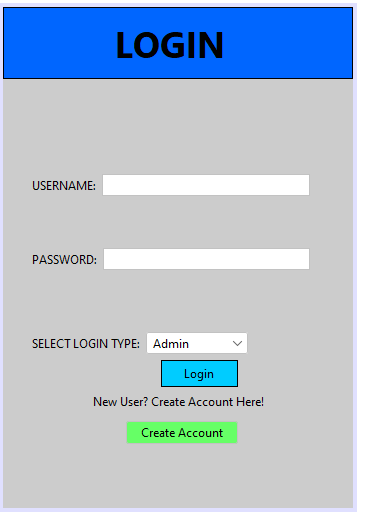 LOGIN
USERNAME:
PASSWORD:
SELECT LOGIN TYPE: Admin
Login
New User? Create Account Here!
Create Account